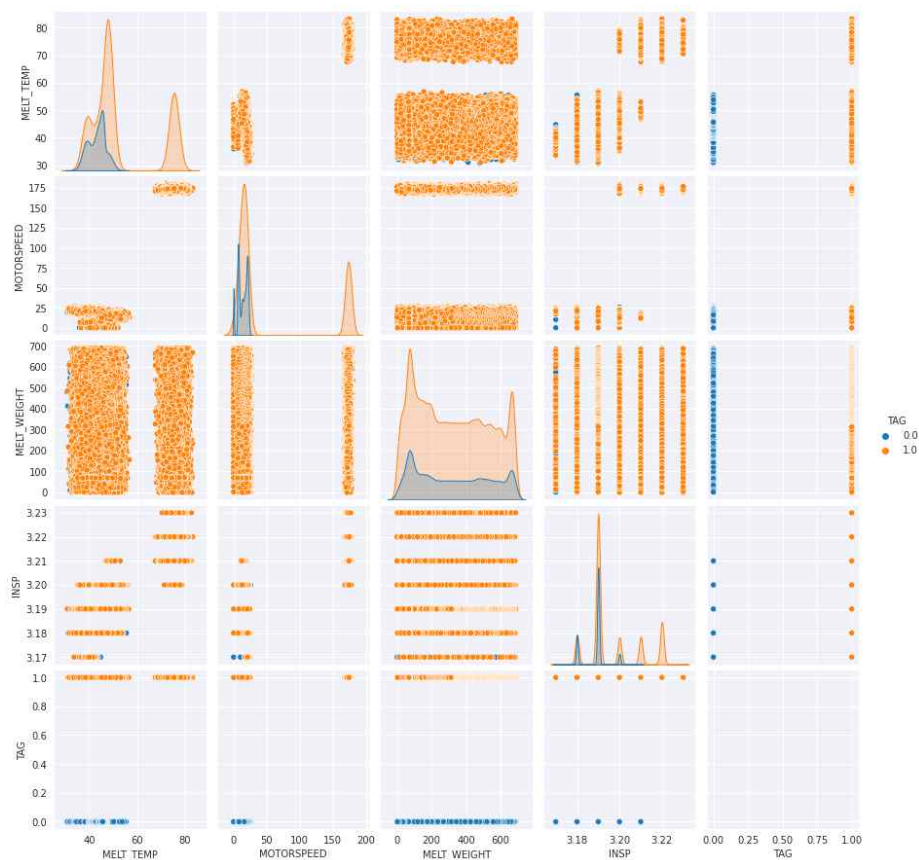 80
70
60
50
40
30
MELT_TEMP
175
150
125
100
75
50
25
0
MOTORSPEED
700
600
500
400
300
200
100
0
MELT_WEIGHT
TAG
0.0
1.0
3.23
3.22
3.21
3.20
3.19
3.18
3.17
INSP
1.0
0.8
0.6
0.4
0.2
0.0
TAG
40 60 80
0 50 100 150 200
0 200 400 600
3.18 3.20 3.22
0.00 0.25 0.50 0.75 1.00
MELT_TEMP
MOTORSPEED
MELT_WEIGHT
INSP
TAG